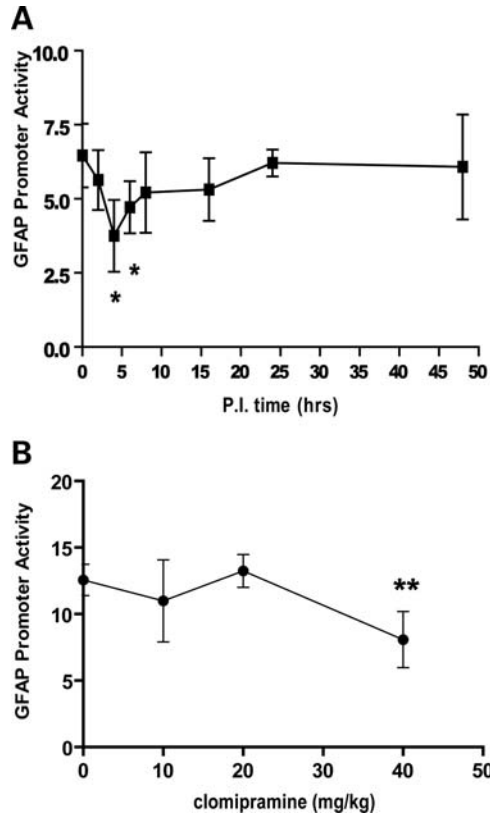 A
GFAP Promoter Activity
10.0
7.5
5.0
2.5
0.0
*
*
0 5 10 15 20 25 30 35 40 45 50
P.I. time (hrs)
B
GFAP Promoter Activity
20
15
10
5
0
**
0 10 20 30 40 50
clomipramine (mg/kg)